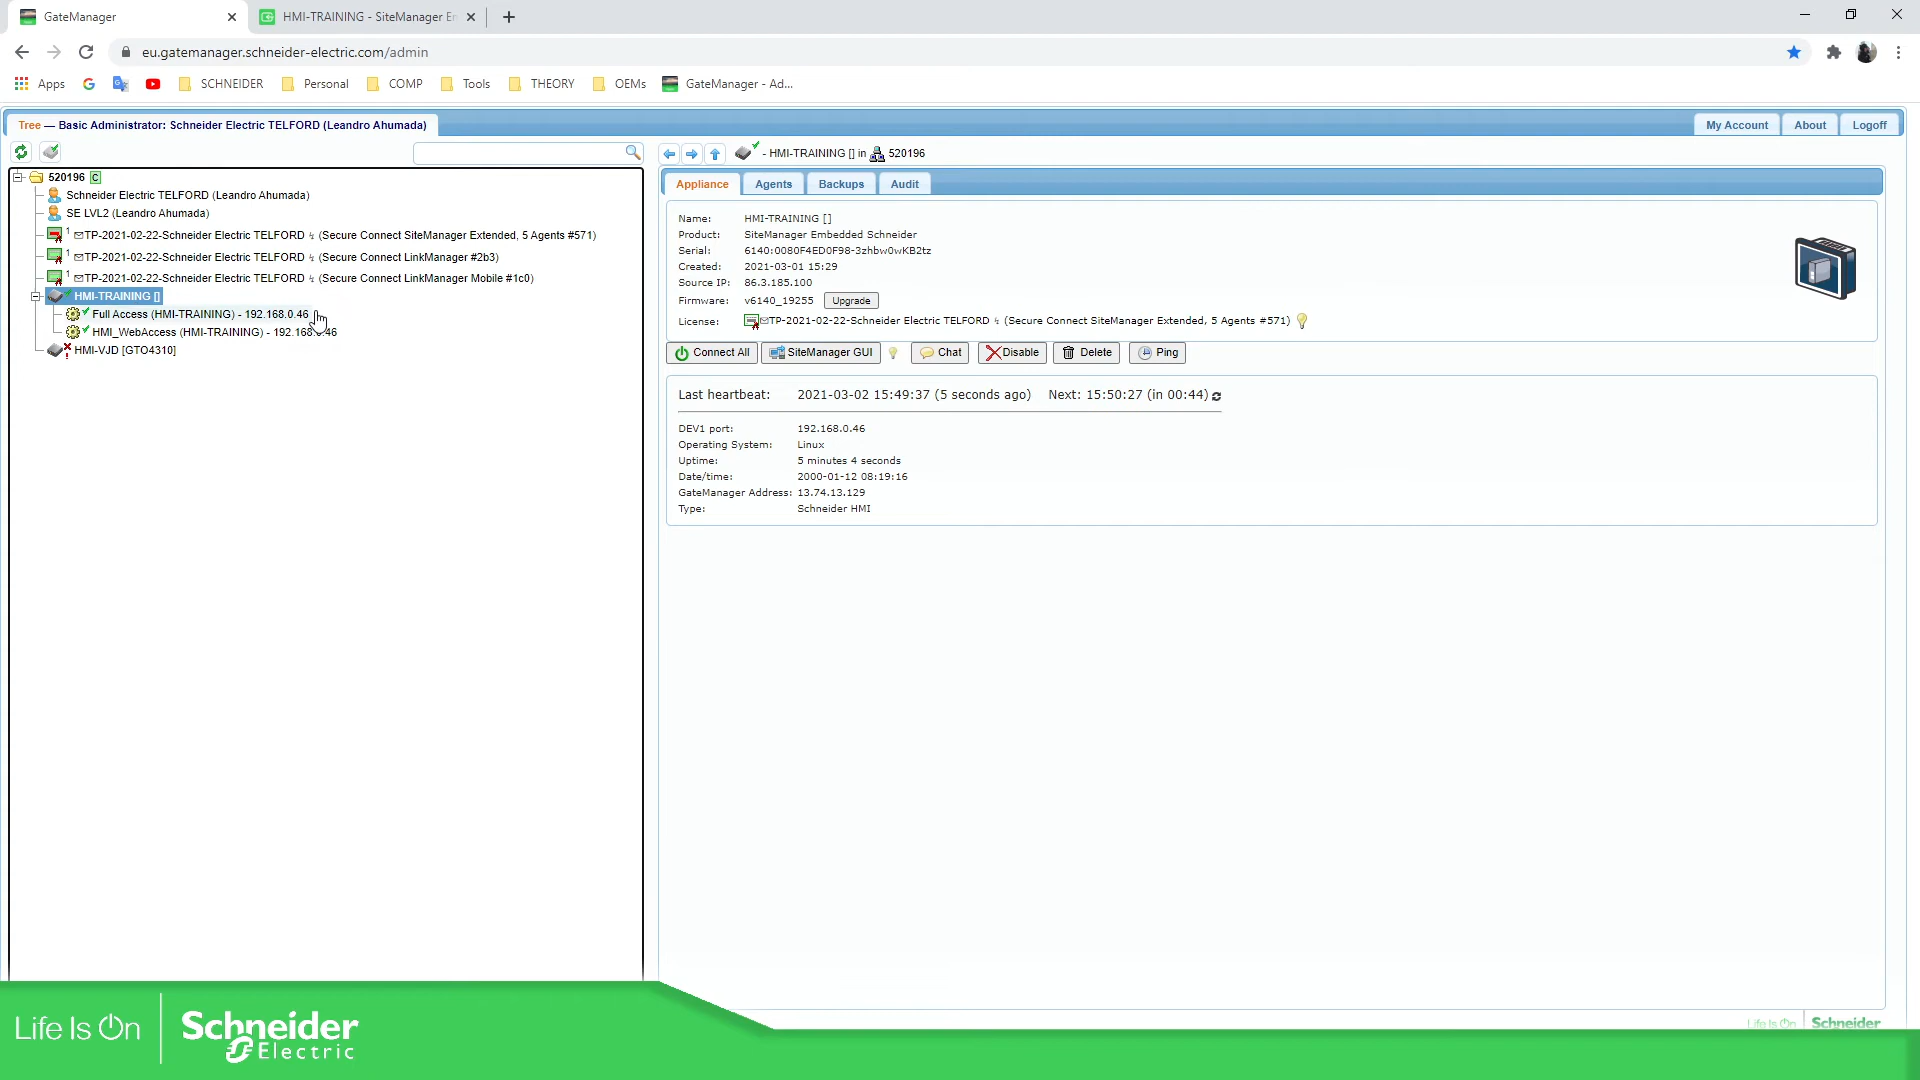 GateManager
HMI-TRAINING - SiteManager Em
eu.gatemanager.schneider-electric.com/admin
Apps
SCHNEIDER
Personal
COMP
Tools
THEORY
OEMs
GateManager - Ad...
Tree — Basic Administrator: Schneider Electric TELFORD (Leandro Ahumada)
My Account
About
Logoff
- HMI-TRAINING [] in 520196
520196 C
Schneider Electric TELFORD (Leandro Ahumada)
SE LVL2 (Leandro Ahumada)
1 TP-2021-02-22-Schneider Electric TELFORD (Secure Connect SiteManager Extended, 5 Agents #571)
1 TP-2021-02-22-Schneider Electric TELFORD (Secure Connect LinkManager #2b3)
1 TP-2021-02-22-Schneider Electric TELFORD (Secure Connect LinkManager Mobile #1c0)
HMI-TRAINING []
Full Access (HMI-TRAINING) - 192.168.0.46
HMI_WebAccess (HMI-TRAINING) - 192.168.0.46
HMI-VJD [GTO4310]
Appliance
Agents
Backups
Audit
Name: HMI-TRAINING []
Product: SiteManager Embedded Schneider
Serial: 6140:0080F4ED0F98-3zhbw0wKB2tz
Created: 2021-03-01 15:29
Source IP: 86.3.185.100
Firmware: v6140_19255 Upgrade
License: TP-2021-02-22-Schneider Electric TELFORD (Secure Connect SiteManager Extended, 5 Agents #571)
Connect All
SiteManager GUI
Chat
Disable
Delete
Ping
Last heartbeat: 2021-03-02 15:49:37 (5 seconds ago) Next: 15:50:27 (in 00:44)
DEV1 port: 192.168.0.46
Operating System: Linux
Uptime: 5 minutes 4 seconds
Date/time: 2000-01-12 08:19:16
GateManager Address: 13.74.13.129
Type: Schneider HMI
Life Is On
Schneider
Life Is On
Schneider
Electric